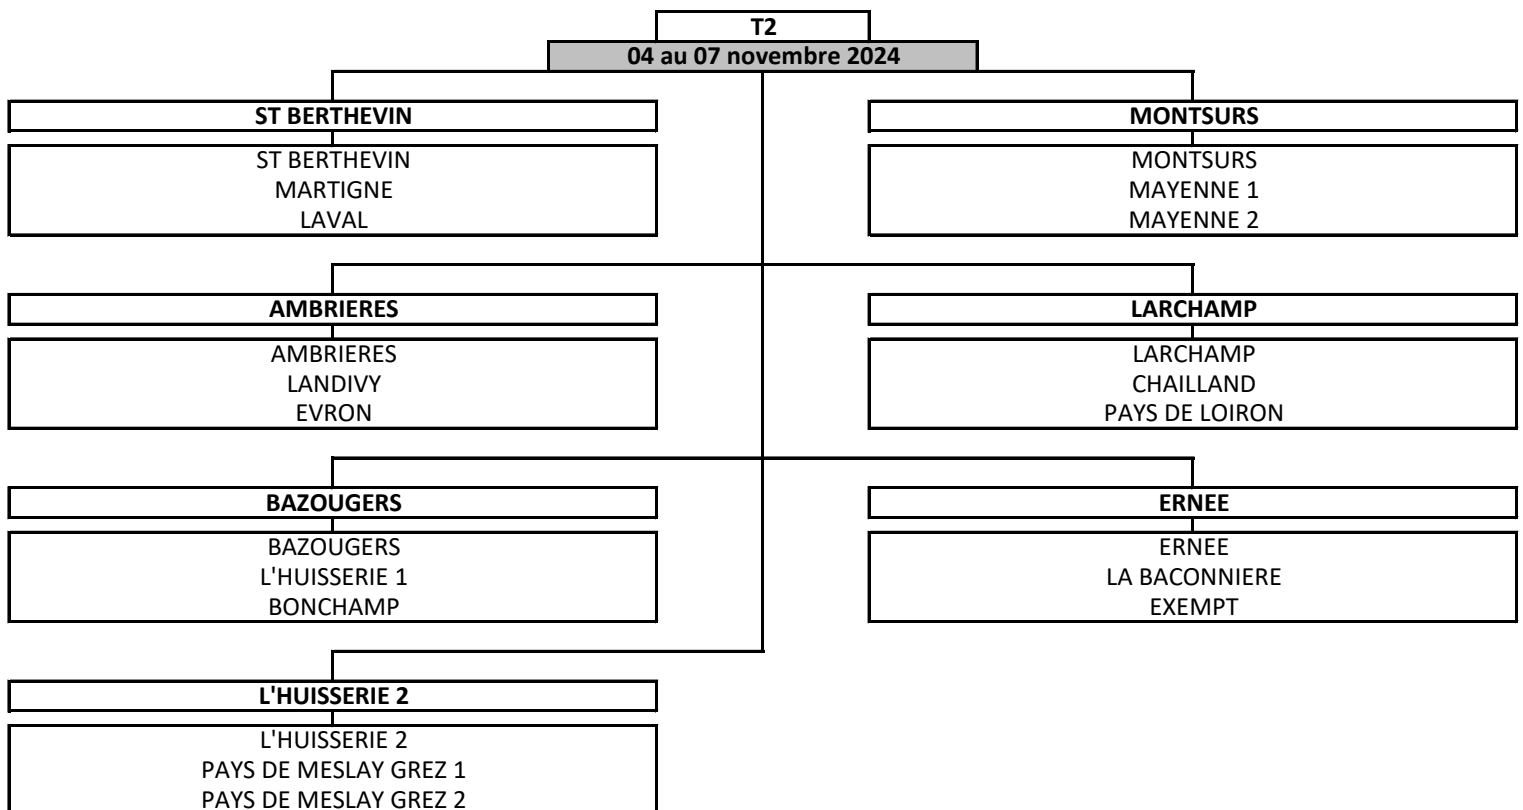 T2
04 au 07 novembre 2024
ST BERTHEVIN
ST BERTHEVIN
MARTIGNE
LAVAL
MONTSURS
MONTSURS
MAYENNE 1
MAYENNE 2
AMBRIERES
AMBRIERES
LANDIVY
EVRON
LARCHAMP
LARCHAMP
CHAILLAND
PAYS DE LOIRON
BAZOUGERS
BAZOUGERS
L'HUISSERIE 1
BONCHAMP
ERNEE
ERNEE
LA BACONNIERE
EXEMPT
L'HUISSERIE 2
L'HUISSERIE 2
PAYS DE MESLAY GREZ 1
PAYS DE MESLAY GREZ 2